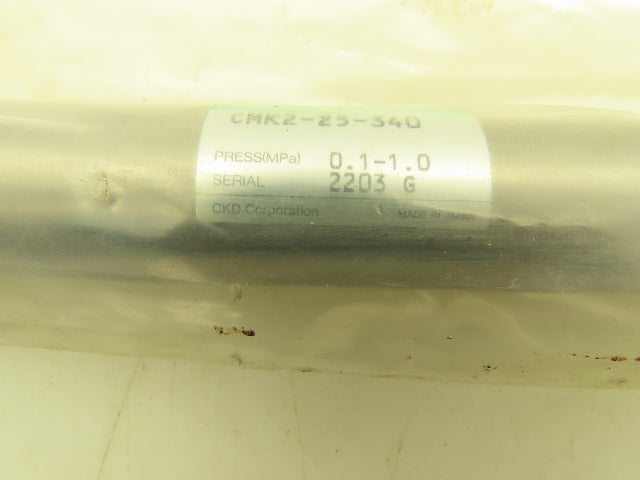 CMK2-25-340
PRESS(MPa) 0.1-1.0
SERIAL 2203 G
CKD Corporation MADE IN JAPAN